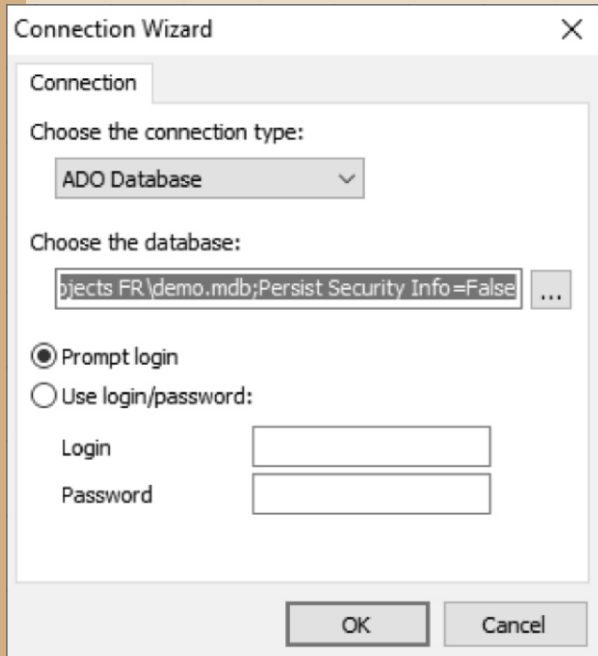 Connection Wizard
Connection
Choose the connection type:
ADO Database
Choose the database:
bjects FR\demo.mdb;Persist Security Info=False
...
Prompt login
Use login/password:
Login
Password
OK
Cancel